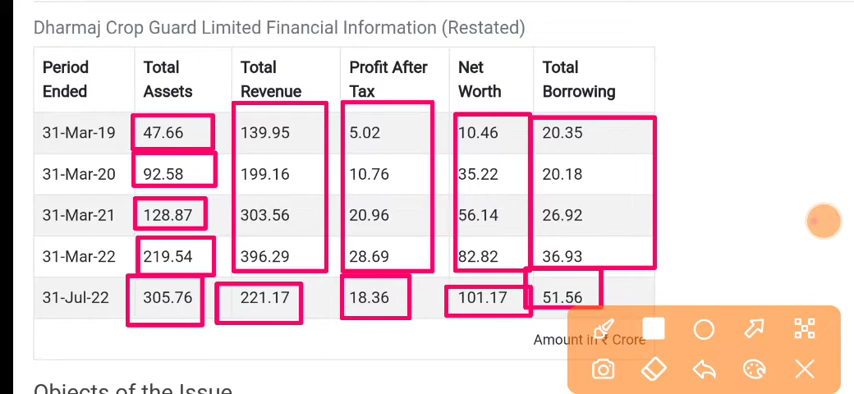 Dharmaj Crop Guard Limited Financial Information (Restated)
Period Ended Total Assets Total Revenue Profit After Tax Net Worth Total Borrowing
31-Mar-19 47.66 139.95 5.02 10.46 20.35
31-Mar-20 92.58 199.16 10.76 35.22 20.18
31-Mar-21 128.87 303.56 20.96 56.14 26.92
31-Mar-22 219.54 396.29 28.69 82.82 36.93
31-Jul-22 305.76 221.17 18.36 101.17 51.56
Amount in ₹ Crore
Objects of the Issue